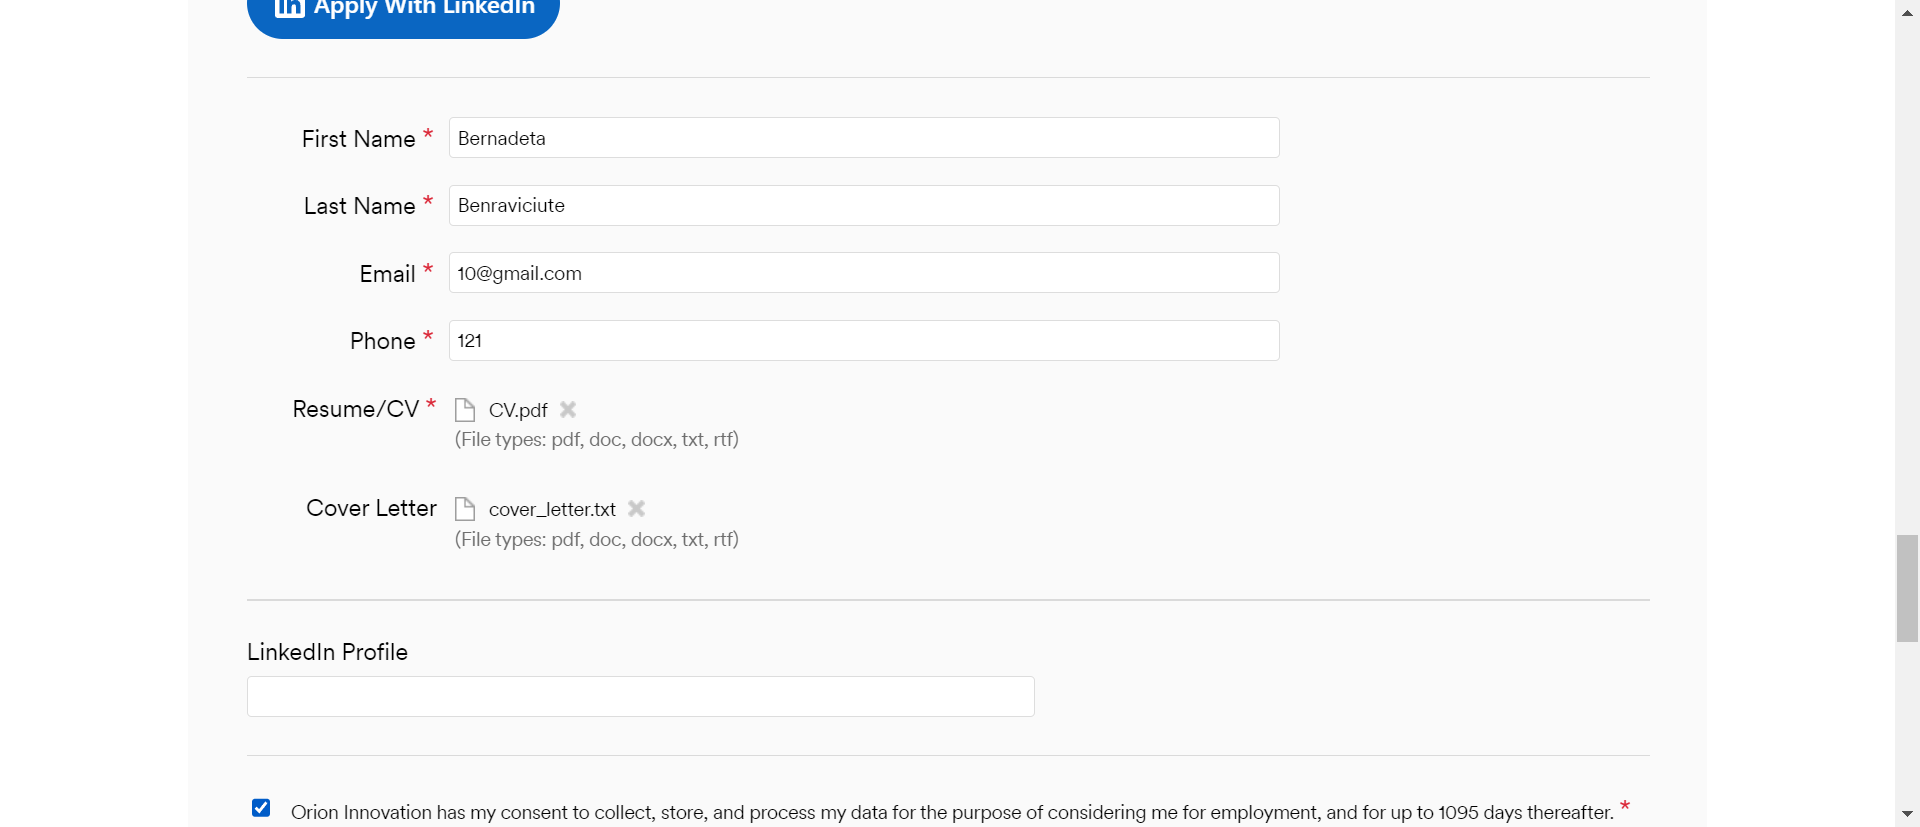 in Apply With LinkedIn
First Name *
Bernadeta
Last Name *
Benraviciute
Email *
10@gmail.com
Phone *
121
Resume/CV *
CV.pdf
(File types: pdf, doc, docx, txt, rtf)
Cover Letter
cover_letter.txt
(File types: pdf, doc, docx, txt, rtf)
LinkedIn Profile
Orion Innovation has my consent to collect, store, and process my data for the purpose of considering me for employment, and for up to 1095 days thereafter. *